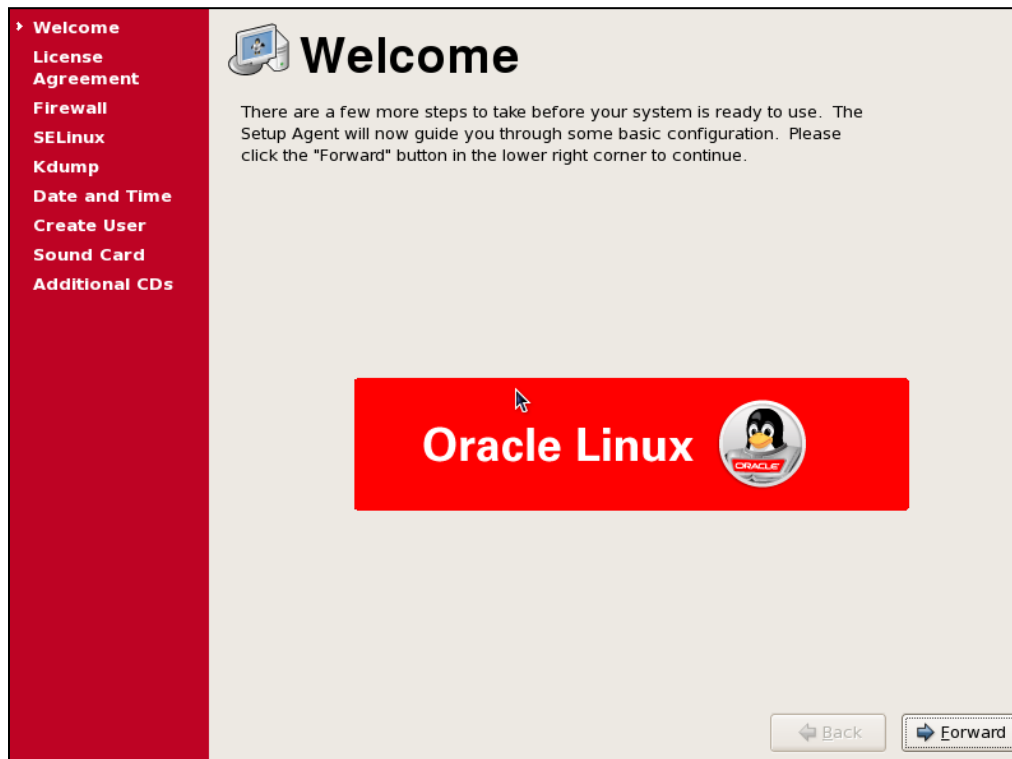 Welcome
License
Agreement
Firewall
SELinux
Kdump
Date and Time
Create User
Sound Card
Additional CDs
Welcome
There are a few more steps to take before your system is ready to use.  The
Setup Agent will now guide you through some basic configuration.  Please
click the "Forward" button in the lower right corner to continue.
Oracle Linux
ORACLE
Back
Forward